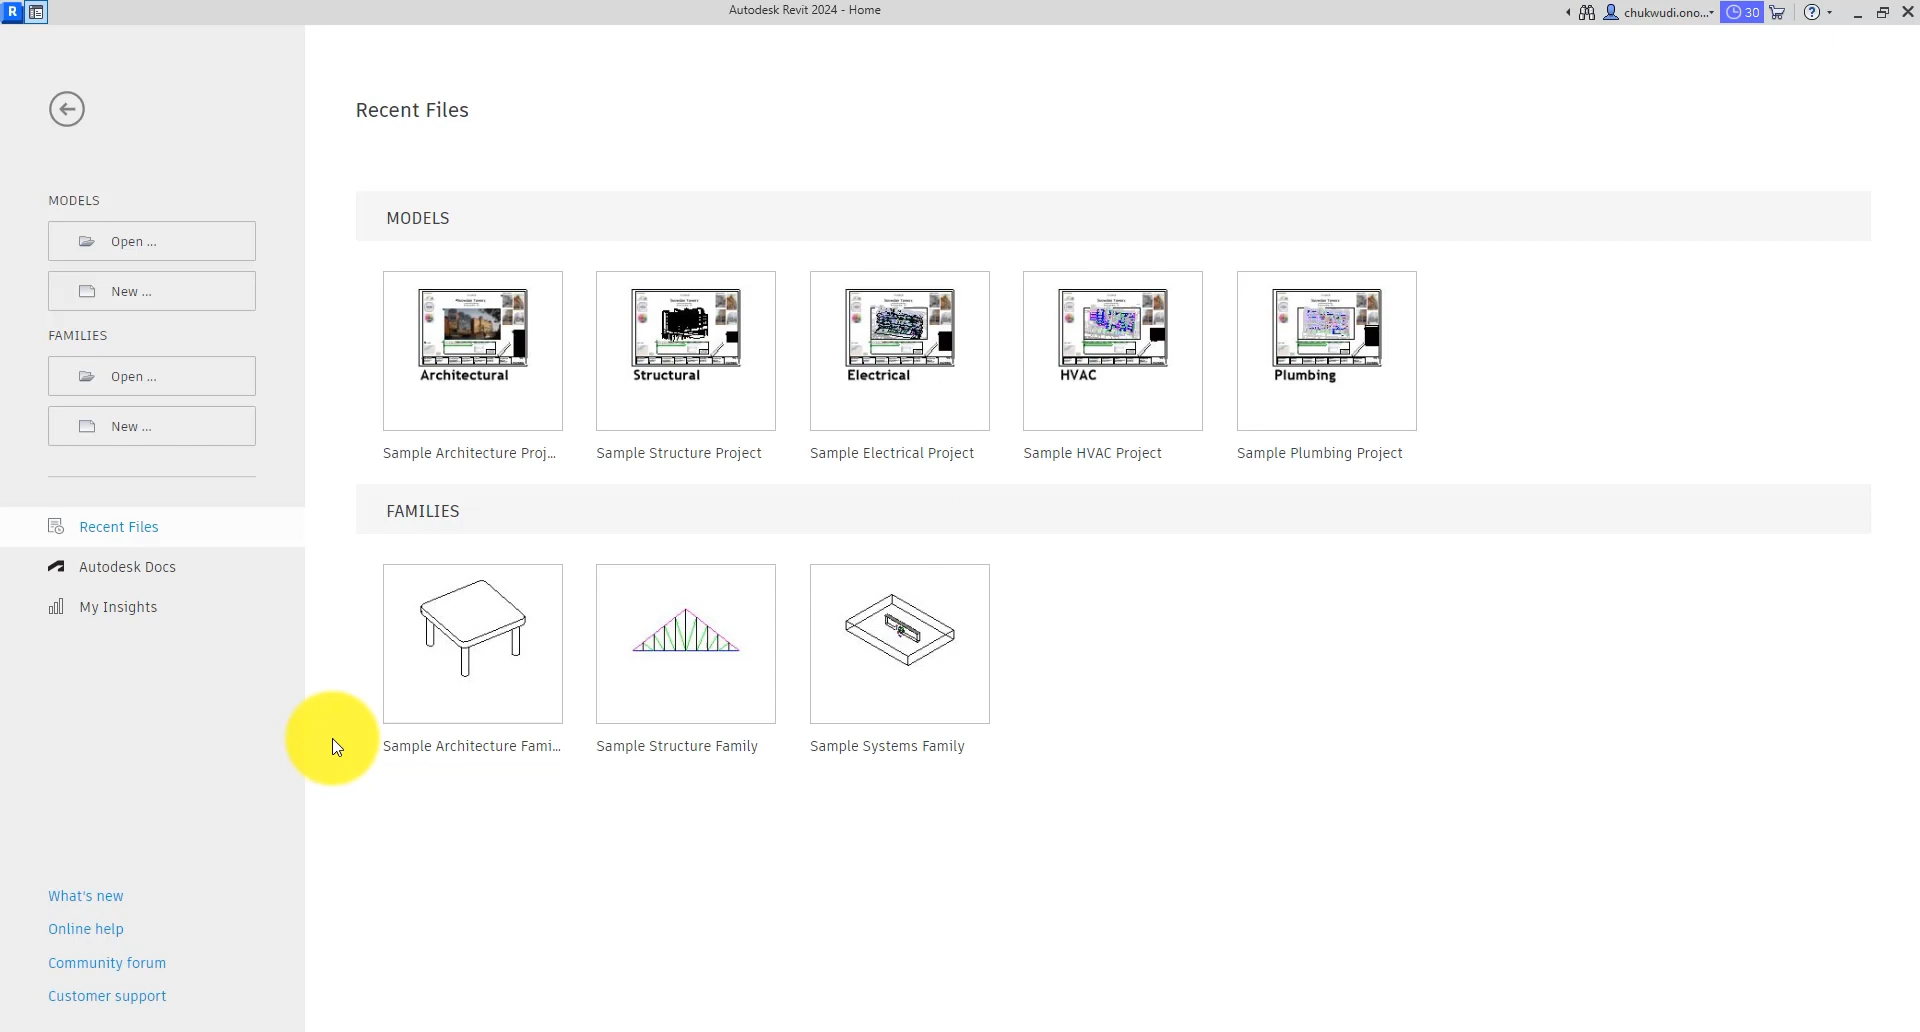 R
Autodesk Revit 2024 - Home
chukwudi.ono...
30
Recent Files
MODELS
Open ...
New ...
FAMILIES
Open ...
New ...
Recent Files
Autodesk Docs
My Insights
What's new
Online help
Community forum
Customer support
MODELS
Architectural
Structural
Electrical
HVAC
Plumbing
Sample Architecture Proj...
Sample Structure Project
Sample Electrical Project
Sample HVAC Project
Sample Plumbing Project
FAMILIES
Sample Architecture Fami...
Sample Structure Family
Sample Systems Family